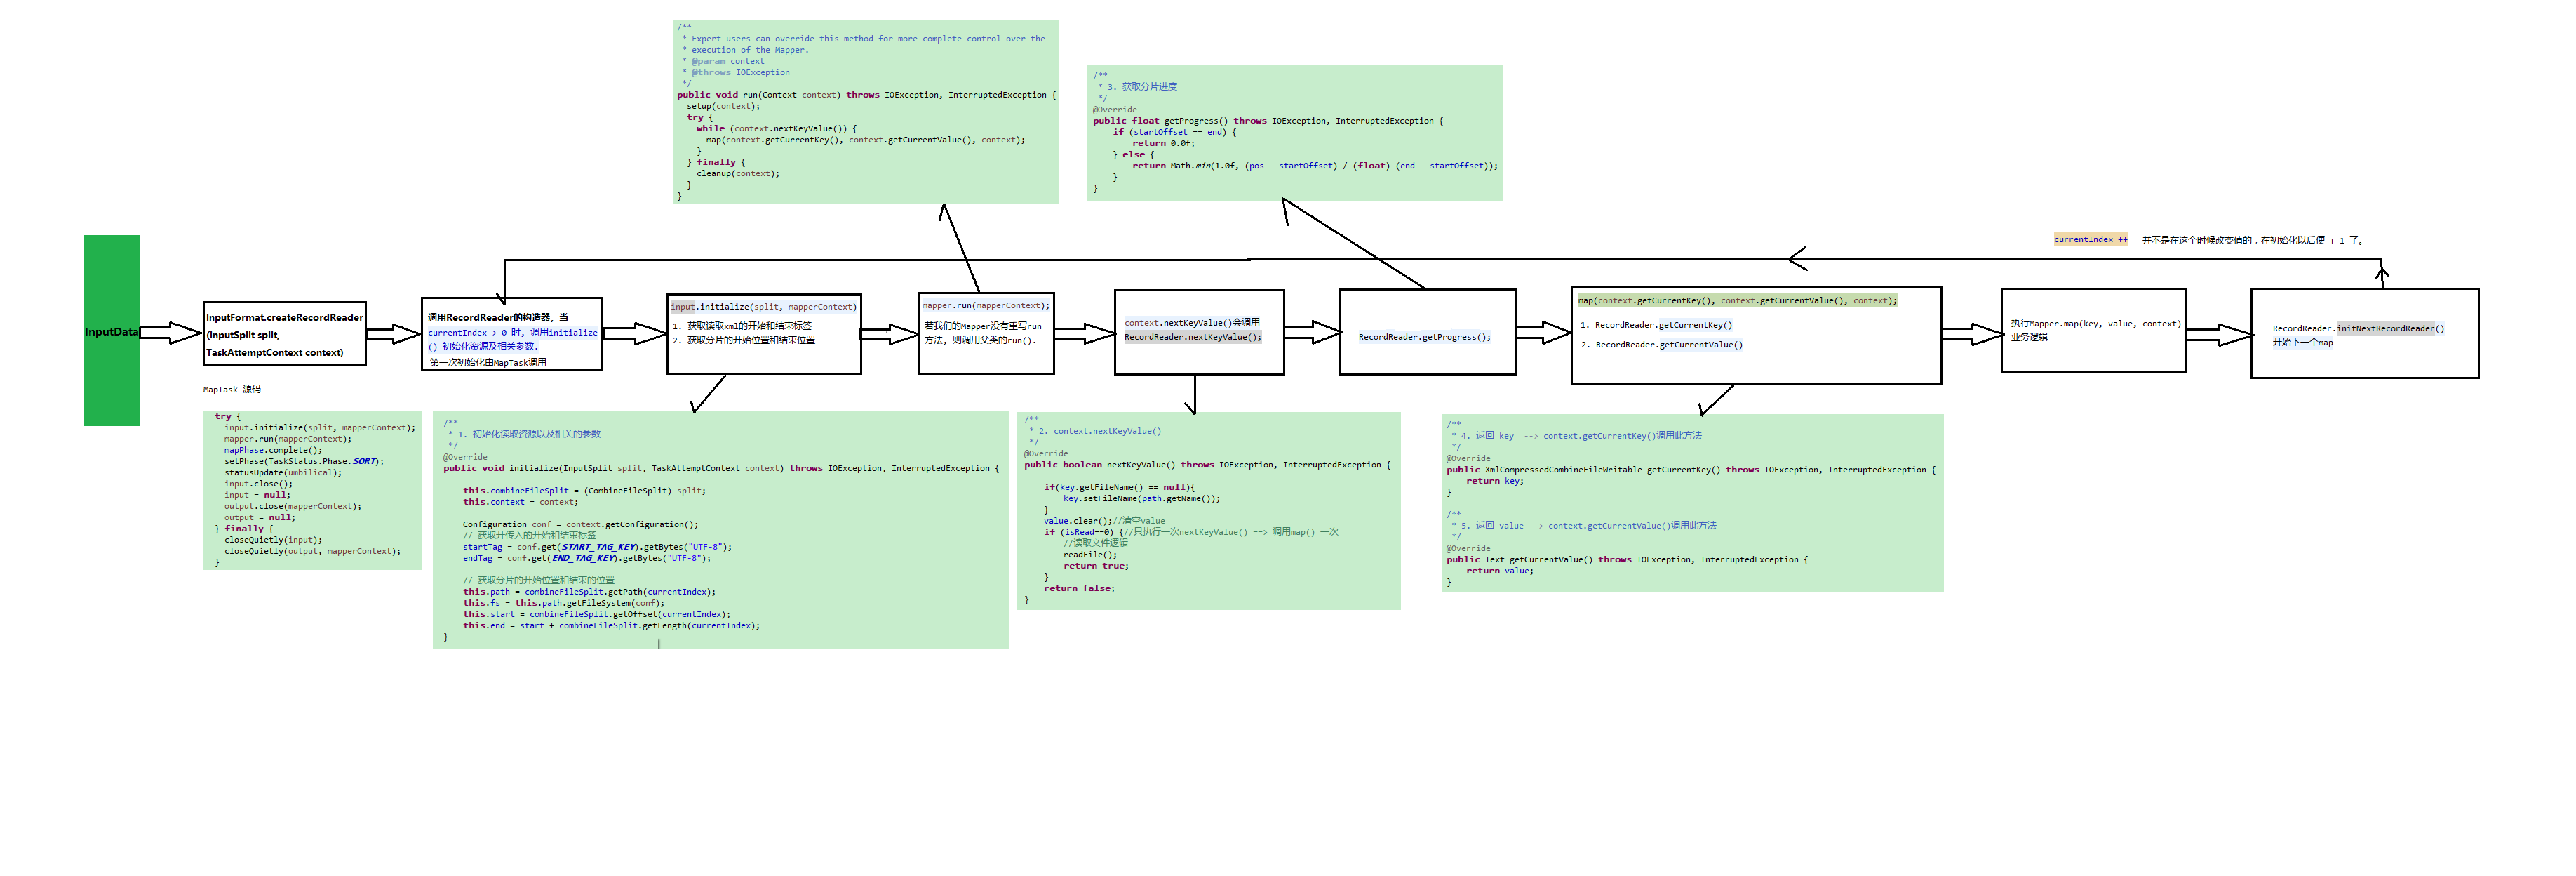 /**
 * Expert users can override this method for more complete control over the
 * execution of the Mapper.
 * @param context
 * @throws IOException
 */
public void run(Context context) throws IOException, InterruptedException {
  setup(context);
  try {
    while (context.nextKeyValue()) {
      map(context.getCurrentKey(), context.getCurrentValue(), context);
    }
  } finally {
    cleanup(context);
  }
}
/**
 * 3. 获取分片进度
 */
@Override
public float getProgress() throws IOException, InterruptedException {
    if (startOffset == end) {
        return 0.0f;
    } else {
        return Math.min(1.0f, (pos - startOffset) / (float) (end - startOffset));
    }
}
currentIndex ++ 并不是在这个时候改变值的，在初始化以后便 + 1 了。
InputData
InputFormat.createRecordReader
(InputSplit split,
TaskAttemptContext context)
调用RecordReader的构造器，当
currentIndex > 0 时，调用initialize
() 初始化资源及相关参数.
第一次初始化由MapTask调用
input.initialize(split, mapperContext)
1. 获取读取xml的开始和结束标签
2. 获取分片的开始位置和结束位置
mapper.run(mapperContext);
若我们的Mapper没有重写run
方法, 则调用父类的run().
context.nextKeyValue()会调用
RecordReader.nextKeyValue();
RecordReader.getProgress();
map(context.getCurrentKey(), context.getCurrentValue(), context);
1. RecordReader.getCurrentKey()
2. RecordReader.getCurrentValue()
执行Mapper.map(key, value, context)
业务逻辑
RecordReader.initNextRecordReader()
开始下一个map
MapTask 源码
try {
  input.initialize(split, mapperContext);
  mapper.run(mapperContext);
  mapPhase.complete();
  setPhase(TaskStatus.Phase.SORT);
  statusUpdate(umbilical);
  input.close();
  input = null;
  output.close(mapperContext);
  output = null;
} finally {
  closeQuietly(input);
  closeQuietly(output, mapperContext);
}
/**
 * 1. 初始化读取资源以及相关的参数
 */
@Override
public void initialize(InputSplit split, TaskAttemptContext context) throws IOException, InterruptedException {
    this.combineFileSplit = (CombineFileSplit) split;
    this.context = context;
    Configuration conf = context.getConfiguration();
    // 获取开传入的开始和结束标签
    startTag = conf.get(START_TAG_KEY).getBytes("UTF-8");
    endTag = conf.get(END_TAG_KEY).getBytes("UTF-8");
    // 获取分片的开始位置和结束的位置
    this.path = combineFileSplit.getPath(currentIndex);
    this.fs = this.path.getFileSystem(conf);
    this.start = combineFileSplit.getOffset(currentIndex);
    this.end = start + combineFileSplit.getLength(currentIndex);
}
/**
 * 2. context.nextKeyValue()
 */
@Override
public boolean nextKeyValue() throws IOException, InterruptedException {
    if(key.getFileName() == null){
        key.setFileName(path.getName());
    }
    value.clear();//清空value
    if (isRead==0) {//只执行一次nextKeyValue() ==> 调用map() 一次
        //读取文件逻辑
        readFile();
        return true;
    }
    return false;
}
/**
 * 4. 返回 key  --> context.getCurrentKey()调用此方法
 */
@Override
public XmlCompressedCombineFileWritable getCurrentKey() throws IOException, InterruptedException {
    return key;
}
/**
 * 5. 返回 value --> context.getCurrentValue()调用此方法
 */
@Override
public Text getCurrentValue() throws IOException, InterruptedException {
    return value;
}